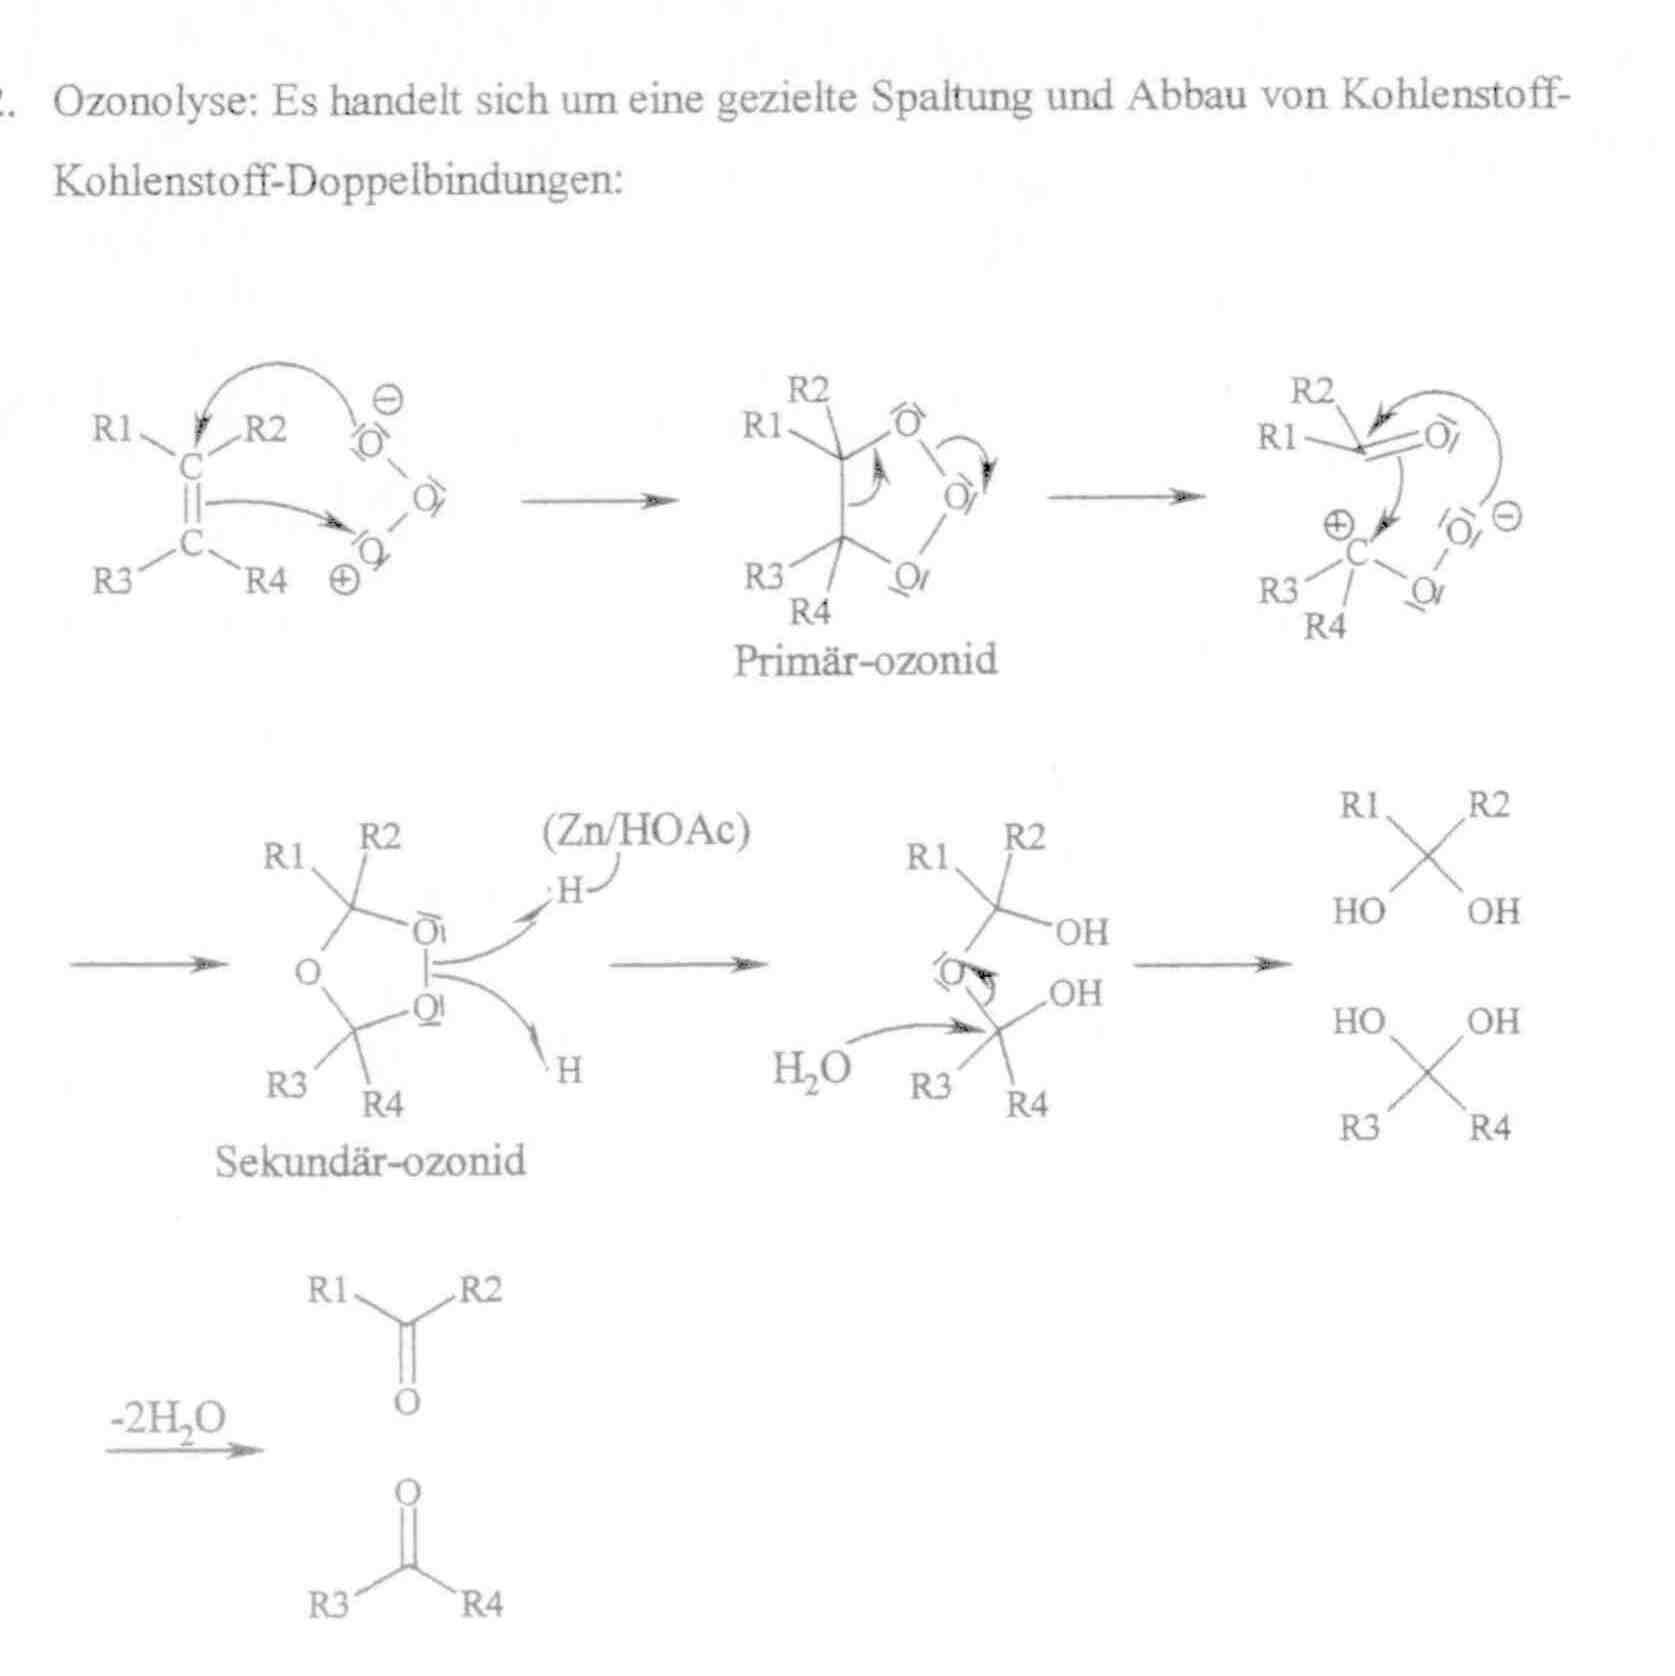 2. Ozonolyse: Es handelt sich um eine gezielte Spaltung und Abbau von Kohlenstoff-
Kohlenstoff-Doppelbindungen:
R1 R2 C C R3 R4 O ⊖ O O ⊕
R2 R1 O O O R3 R4
Primär-ozonid
R2 R1 O ⊕ C R3 R4 O O ⊖
R1 R2 O O O R3 R4
Sekundär-ozonid
(Zn/HOAc)
H
H
R1 R2 OH O OH R3 R4
H₂O
R1 R2
HO OH
HO OH
R3 R4
-2H₂O
R1 R2
O
O
R3 R4